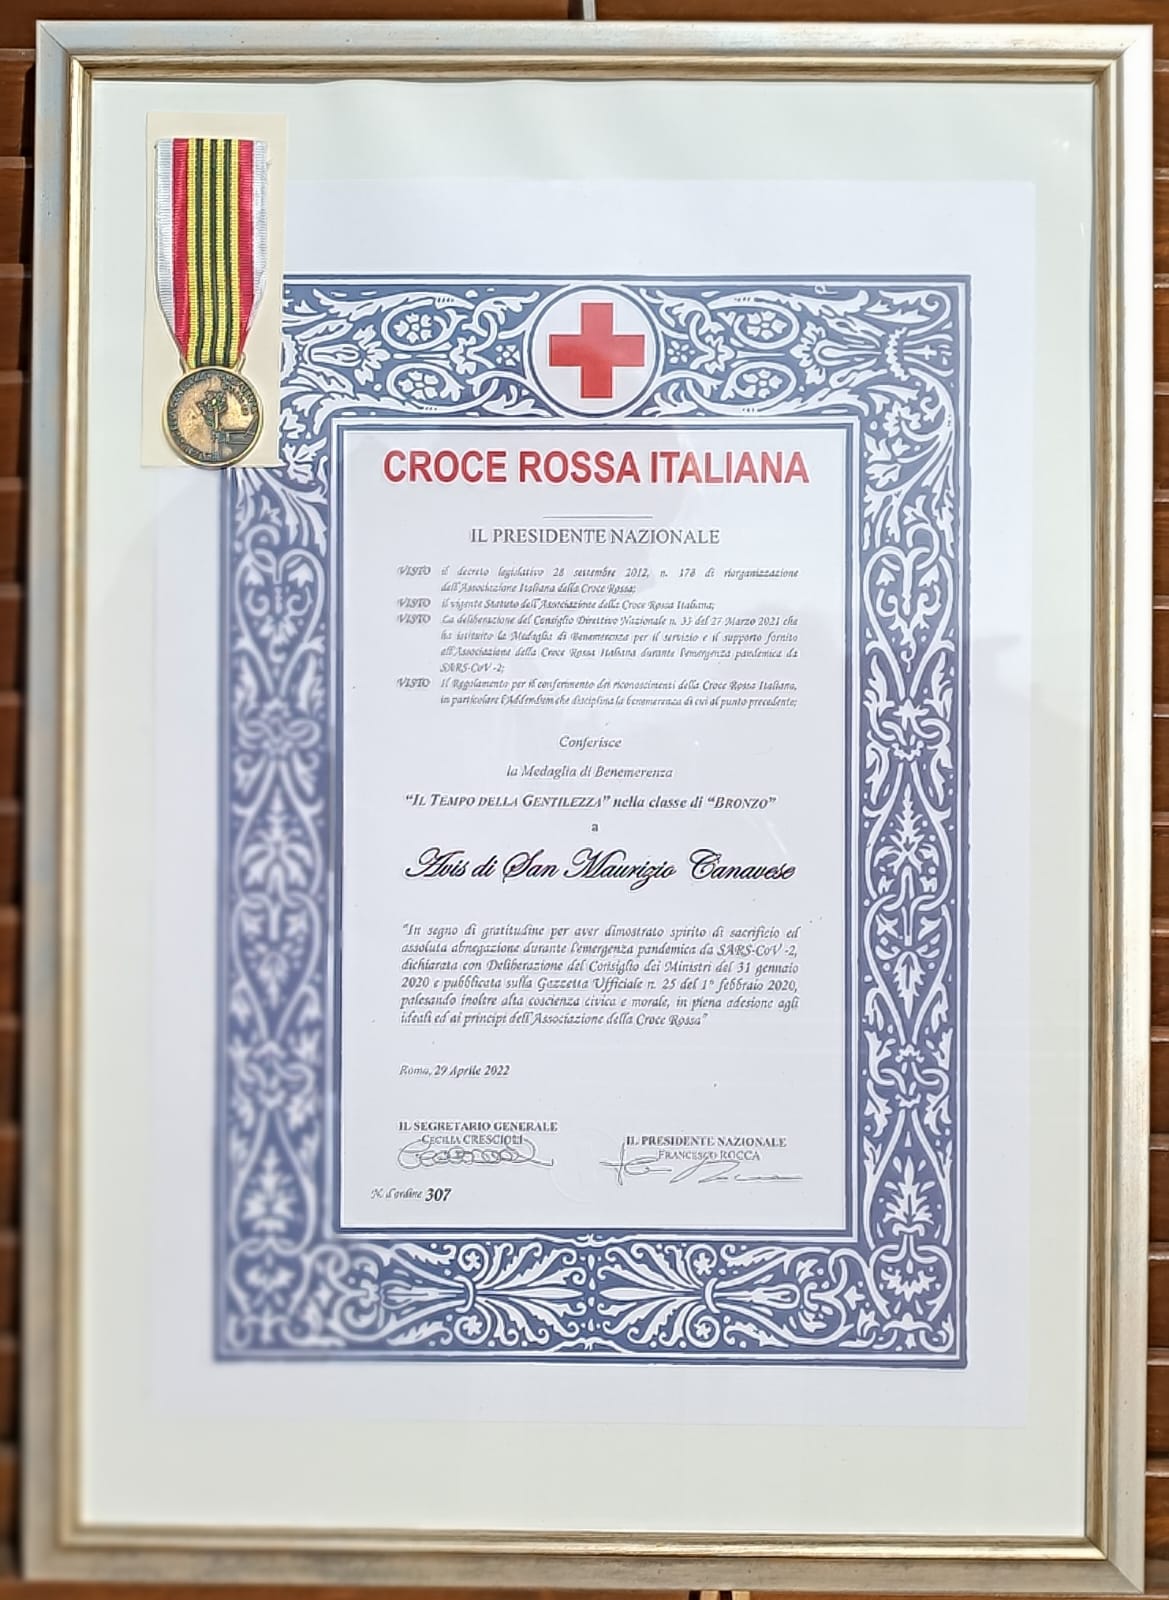 CROCE ROSSA ITALIANA
IL PRESIDENTE NAZIONALE
VISTO il decreto legislativo 28 settembre 2012, n. 178 di riorganizzazione
dell'Associazione Italiana della Croce Rossa;
VISTO il vigente Statuto dell'Associazione della Croce Rossa Italiana;
VISTO La deliberazione del Consiglio Direttivo Nazionale n. 33 del 27 Marzo 2021 che
ha istituito la Medaglia di Benemerenza per il servizio e il supporto fornito
all'Associazione della Croce Rossa Italiana durante l'emergenza pandemica da
SARS-CoV-2;
VISTO Il Regolamento per il conferimento dei riconoscimenti della Croce Rossa Italiana,
in particolare l'Addendum che disciplina la benemerenza di cui al punto precedente;
Conferisce
la Medaglia di Benemerenza
"IL TEMPO DELLA GENTILEZZA" nella classe di "BRONZO"
a
Avis di San Maurizio Canavese
"In segno di gratitudine per aver dimostrato spirito di sacrificio ed
assoluta abnegazione durante l'emergenza pandemica da SARS-CoV-2,
dichiarata con Deliberazione del Consiglio dei Ministri del 31 gennaio
2020 e pubblicata sulla Gazzetta Ufficiale n. 25 del 1° febbraio 2020,
palesando inoltre alta coscienza civica e morale, in piena adesione agli
ideali ed ai principi dell'Associazione della Croce Rossa"
Roma, 29 Aprile 2022
IL SEGRETARIO GENERALE
CECILIA CRESCIOLI
IL PRESIDENTE NAZIONALE
FRANCESCO ROCCA
N. d'ordine 307